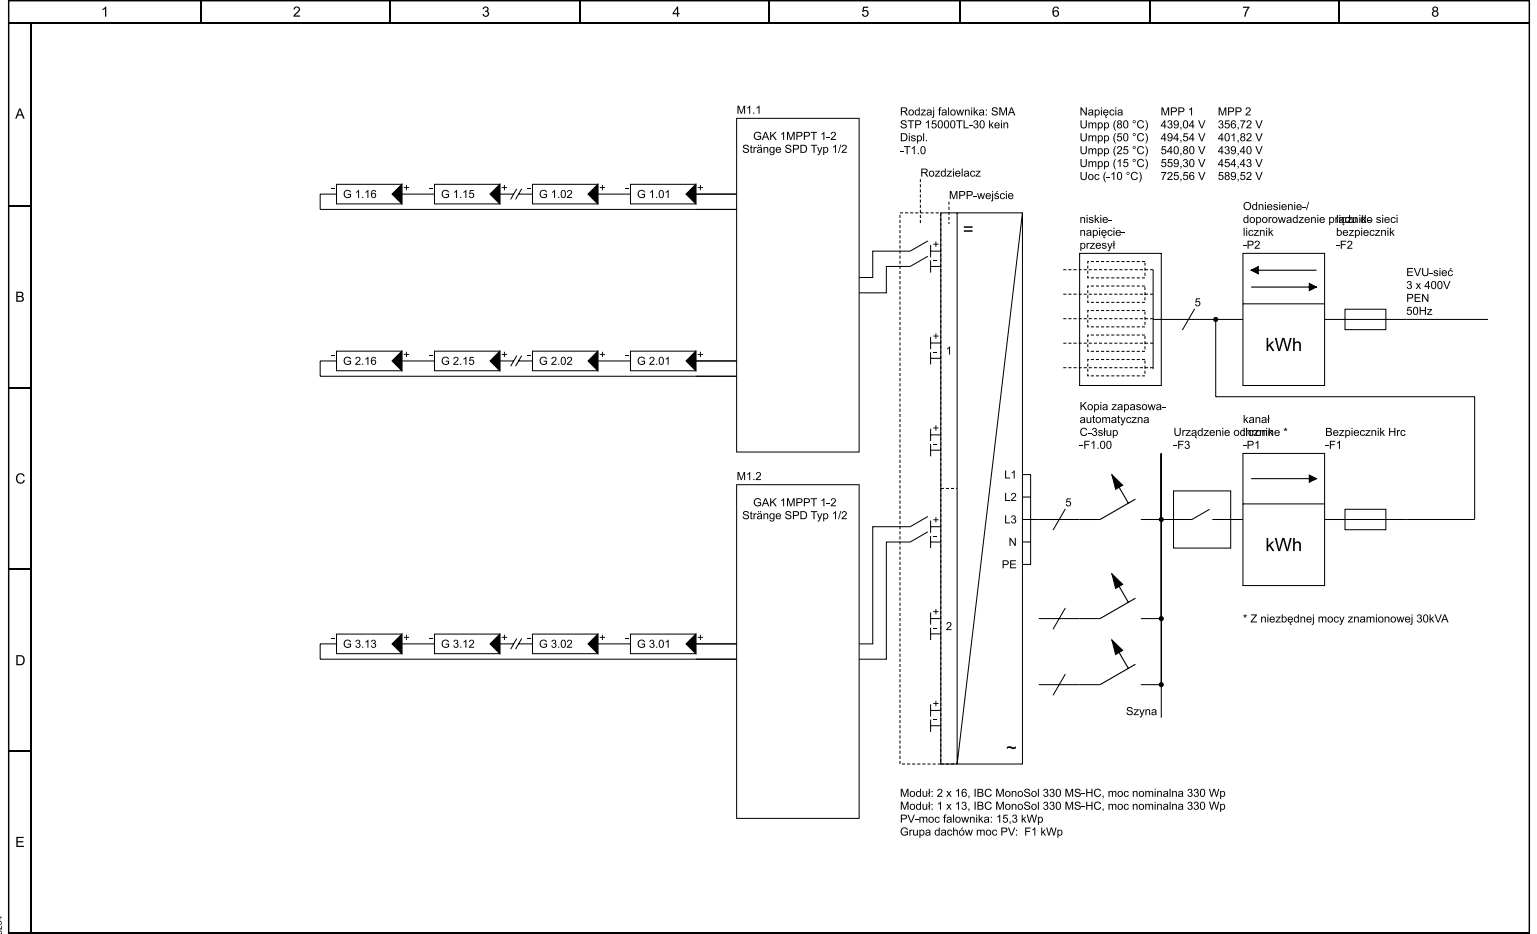 1 2 3 4 5 6 7 8
A
B
C
D
E
M1.1
GAK 1MPPT 1-2
Stränge SPD Typ 1/2
- G 1.16 + - G 1.15 + - G 1.02 + - G 1.01 +
- G 2.16 + - G 2.15 + - G 2.02 + - G 2.01 +
M1.2
GAK 1MPPT 1-2
Stränge SPD Typ 1/2
- G 3.13 + - G 3.12 + - G 3.02 + - G 3.01 +
Rodzaj falownika: SMA
STP 15000TL-30 kein
Displ.
-T1.0
Rozdzielacz
MPP-wejście
=
+
-
+
-
1
+
-
+
-
+
-
2
+
-
~
L1
L2
L3
N
PE
Napięcia MPP 1 MPP 2
Umpp (80 °C) 439,04 V 356,72 V
Umpp (50 °C) 494,54 V 401,82 V
Umpp (25 °C) 540,80 V 439,40 V
Umpp (15 °C) 559,30 V 454,43 V
Uoc (-10 °C) 725,56 V 589,52 V
niskie-
napięcie-
przesył
5
Odniesienie-/
doporowadzenie prądu do sieci
licznik
-P2
kWh
bezpiecznik
-F2
EVU-sieć
3 x 400V
PEN
50Hz
Kopia zapasowa-
automatyczna
C-3słup
-F1.00
5
Urządzenie odłączne *
-F3
kanał
licznik
-P1
kWh
Bezpiecznik Hrc
-F1
* Z niezbędnej mocy znamionowej 30kVA
Szyna
Moduł: 2 x 16, IBC MonoSol 330 MS-HC, moc nominalna 330 Wp
Moduł: 1 x 13, IBC MonoSol 330 MS-HC, moc nominalna 330 Wp
PV-moc falownika: 15,3 kWp
Grupa dachów moc PV: F1 kWp